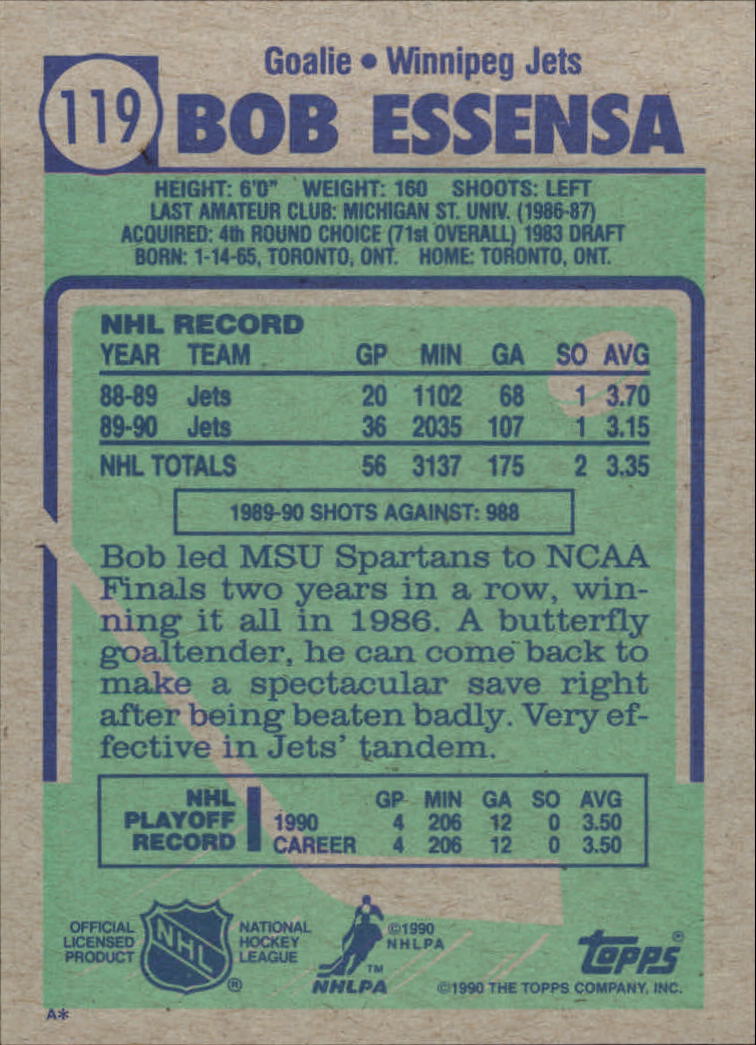 119
Goalie • Winnipeg Jets
BOB ESSENSA
HEIGHT: 6'0" WEIGHT: 160 SHOOTS: LEFT
LAST AMATEUR CLUB: MICHIGAN ST. UNIV. (1986-87)
ACQUIRED: 4th ROUND CHOICE (71st OVERALL) 1983 DRAFT
BORN: 1-14-65, TORONTO, ONT. HOME: TORONTO, ONT.
NHL RECORD
YEAR TEAM GP MIN GA SO AVG
88-89 Jets 20 1102 68 1 3.70
89-90 Jets 36 2035 107 1 3.15
NHL TOTALS 56 3137 175 2 3.35
1989-90 SHOTS AGAINST: 988
Bob led MSU Spartans to NCAA
Finals two years in a row, win-
ning it all in 1986. A butterfly
goaltender, he can come back to
make a spectacular save right
after being beaten badly. Very ef-
fective in Jets' tandem.
NHL PLAYOFF RECORD
GP MIN GA SO AVG
1990 4 206 12 0 3.50
CAREER 4 206 12 0 3.50
OFFICIAL
LICENSED
PRODUCT
NHL
®
NATIONAL
HOCKEY
LEAGUE
©1990
NHLPA
TM
NHLPA
TOPPS®
©1990 THE TOPPS COMPANY, INC.
A*